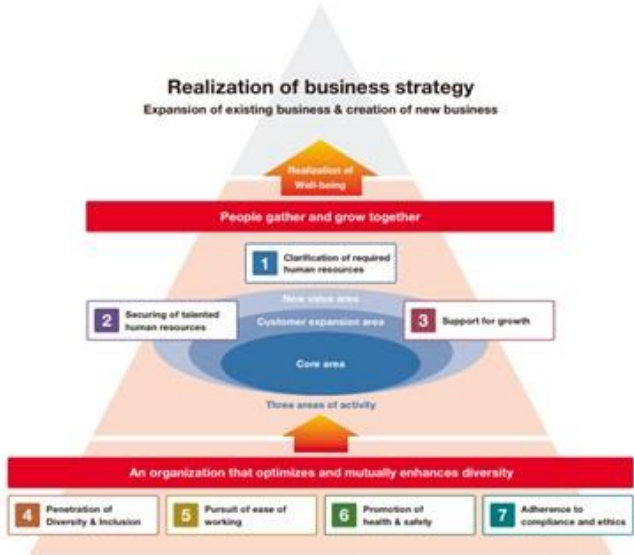 Realization of business strategy
Expansion of existing business & creation of new business
Realization of
Well-being
People gather and grow together
1 Clarification of required
human resources
New value area
2 Securing of talented
human resources
Customer expansion area
3 Support for growth
Core area
Three areas of activity
An organization that optimizes and mutually enhances diversity
4 Penetration of
Diversity & Inclusion
5 Pursuit of ease of
working
6 Promotion of
health & safety
7 Adherence to
compliance and ethics